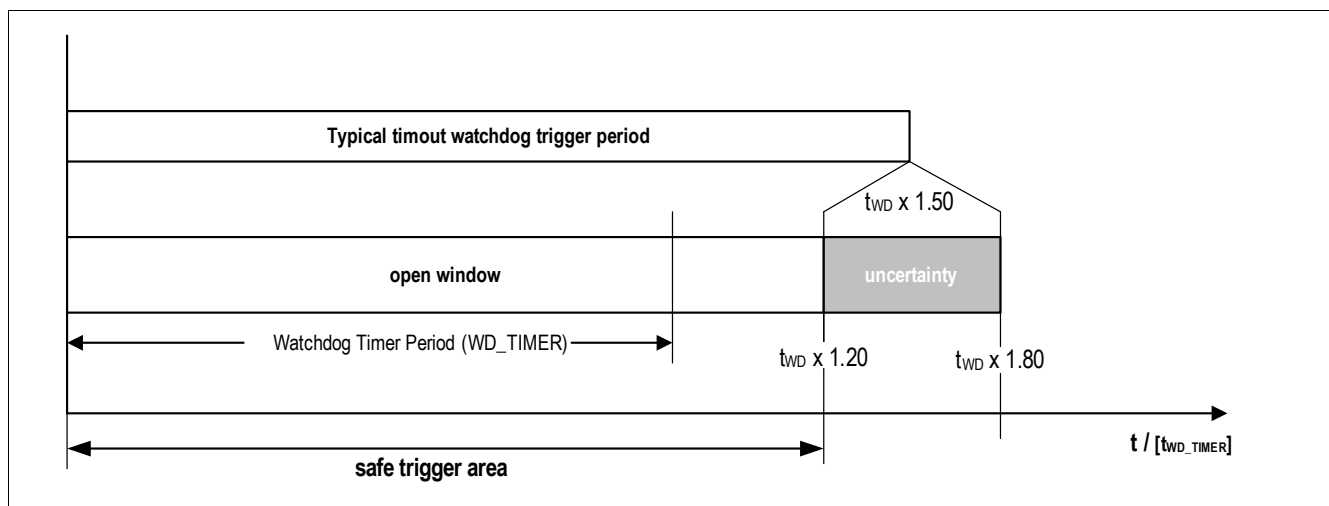 Typical timout watchdog trigger period
tWD x 1.50
open window
uncertainty
Watchdog Timer Period (WD_TIMER)
tWD x 1.20
tWD x 1.80
t / [tWD_TIMER]
safe trigger area